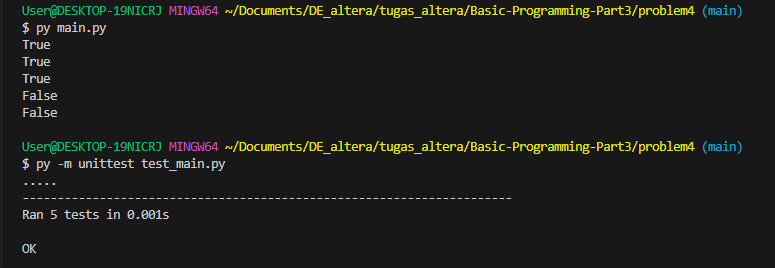 User@DESKTOP-19NICRJ MINGW64 ~/Documents/DE_altera/tugas_altera/Basic-Programming-Part3/problem4 (main)
$ py main.py
True
True
True
False
False
User@DESKTOP-19NICRJ MINGW64 ~/Documents/DE_altera/tugas_altera/Basic-Programming-Part3/problem4 (main)
$ py -m unittest test_main.py
.....
----------------------------------------------------------------------
Ran 5 tests in 0.001s
OK